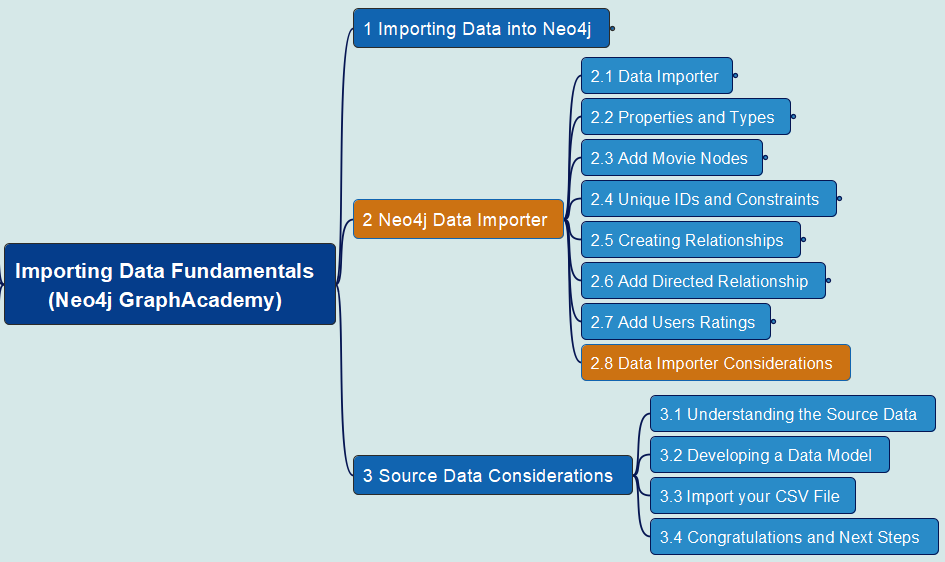 Importing Data Fundamentals
(Neo4j GraphAcademy)
1 Importing Data into Neo4j
2 Neo4j Data Importer
2.1 Data Importer
2.2 Properties and Types
2.3 Add Movie Nodes
2.4 Unique IDs and Constraints
2.5 Creating Relationships
2.6 Add Directed Relationship
2.7 Add Users Ratings
2.8 Data Importer Considerations
3 Source Data Considerations
3.1 Understanding the Source Data
3.2 Developing a Data Model
3.3 Import your CSV File
3.4 Congratulations and Next Steps